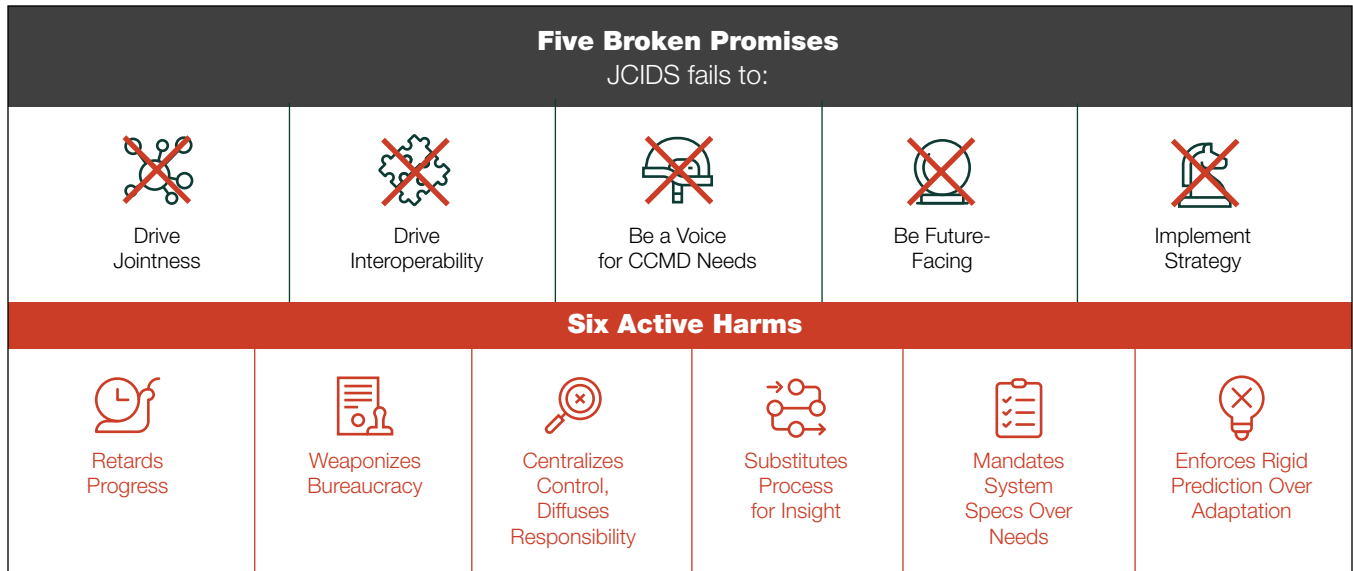 Five Broken Promises
JCIDS fails to:
Drive
Jointness
Drive
Interoperability
Be a Voice
for CCMD Needs
Be Future-
Facing
Implement
Strategy
Six Active Harms
Retards
Progress
Weaponizes
Bureaucracy
Centralizes
Control,
Diffuses
Responsibility
Substitutes
Process
for Insight
Mandates
System
Specs Over
Needs
Enforces Rigid
Prediction Over
Adaptation